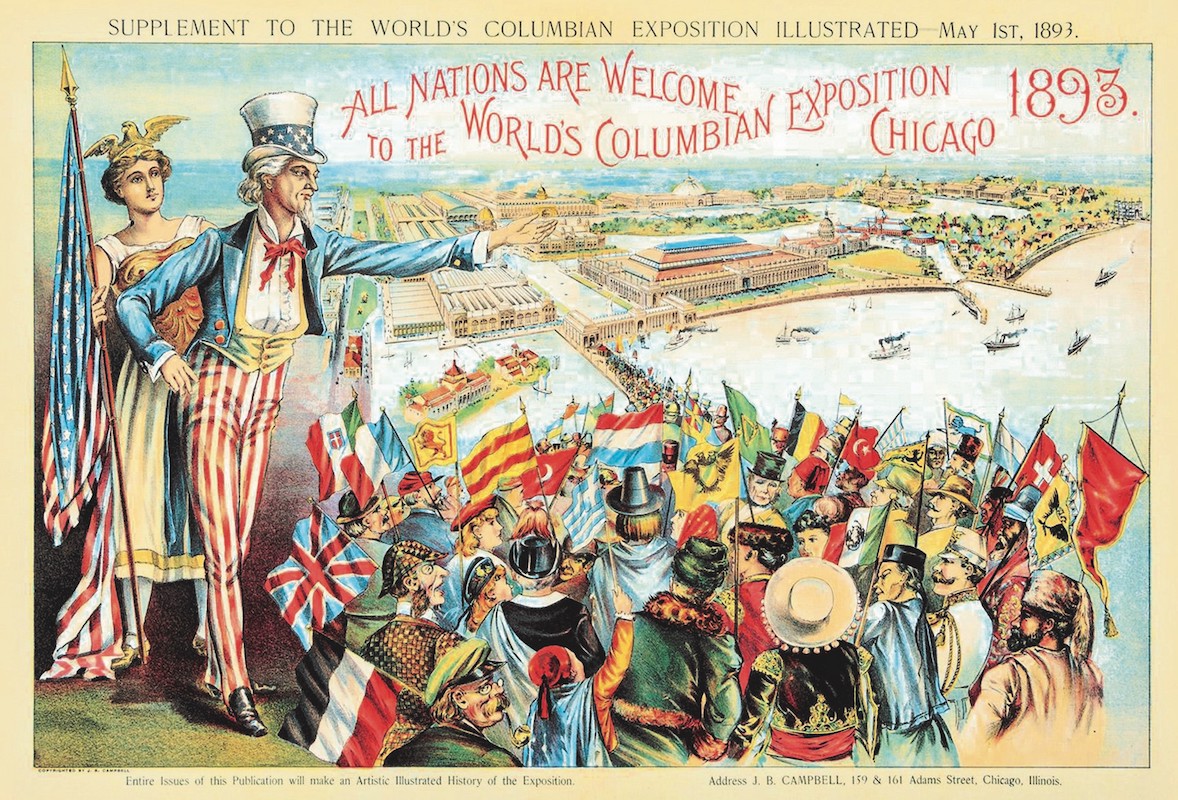 SUPPLEMENT TO THE WORLD'S COLUMBIAN EXPOSITION ILLUSTRATED—MAY 1ST, 1893.
ALL NATIONS ARE WELCOME
TO THE WORLD'S COLUMBIAN EXPOSITION
CHICAGO
1893.
COPYRIGHTED BY J. B. CAMPBELL
Entire Issues of this Publication will make an Artistic Illustrated History of the Exposition.
Address J. B. CAMPBELL, 159 & 161 Adams Street, Chicago, Illinois.